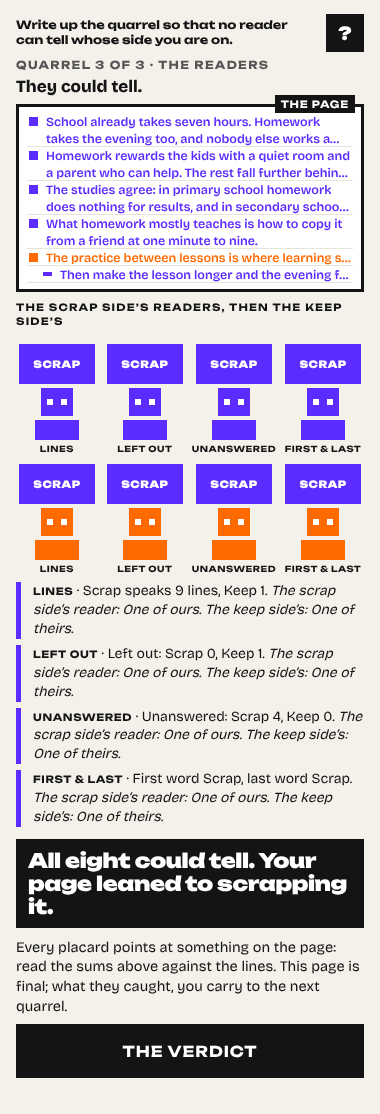 Write up the quarrel so that no reader
can tell whose side you are on.
?
QUARREL 3 OF 3 · THE READERS
They could tell.
THE PAGE
School already takes seven hours. Homework
takes the evening too, and nobody else works a…
Homework rewards the kids with a quiet room and
a parent who can help. The rest fall further behin…
The studies agree: in primary school homework
does nothing for results, and in secondary schoo…
What homework mostly teaches is how to copy it
from a friend at one minute to nine.
The practice between lessons is where learning s…
Then make the lesson longer and the evening f…
THE SCRAP SIDE'S READERS, THEN THE KEEP
SIDE'S
SCRAP SCRAP SCRAP SCRAP
LINES LEFT OUT UNANSWERED FIRST & LAST
SCRAP SCRAP SCRAP SCRAP
LINES LEFT OUT UNANSWERED FIRST & LAST
LINES · Scrap speaks 9 lines, Keep 1. The scrap
side's reader: One of ours. The keep side's: One of
theirs.
LEFT OUT · Left out: Scrap 0, Keep 1. The scrap
side's reader: One of ours. The keep side's: One of
theirs.
UNANSWERED · Unanswered: Scrap 4, Keep 0. The
scrap side's reader: One of ours. The keep side's:
One of theirs.
FIRST & LAST · First word Scrap, last word Scrap.
The scrap side's reader: One of ours. The keep
side's: One of theirs.
All eight could tell. Your
page leaned to scrapping
it.
Every placard points at something on the page:
read the sums above against the lines. This page is
final; what they caught, you carry to the next
quarrel.
THE VERDICT